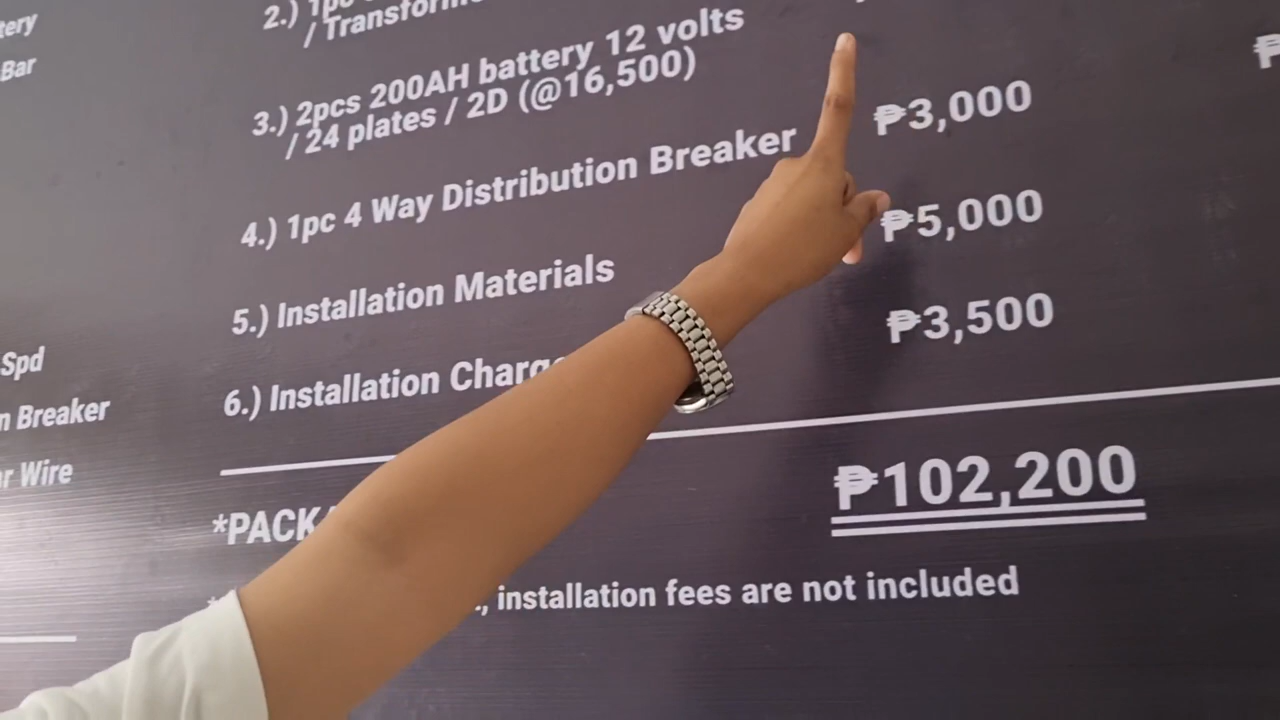 tery
Bar
2.) 1pc
/ Transform
3.) 2pcs 200AH battery 12 volts
/ 24 plates / 2D (@16,500)
4.) 1pc 4 Way Distribution Breaker
₱3,000
5.) Installation Materials
₱5,000
6.) Installation Charg
₱3,500
Spd
n Breaker
r Wire
*PACKA
₱102,200
, installation fees are not included
₱